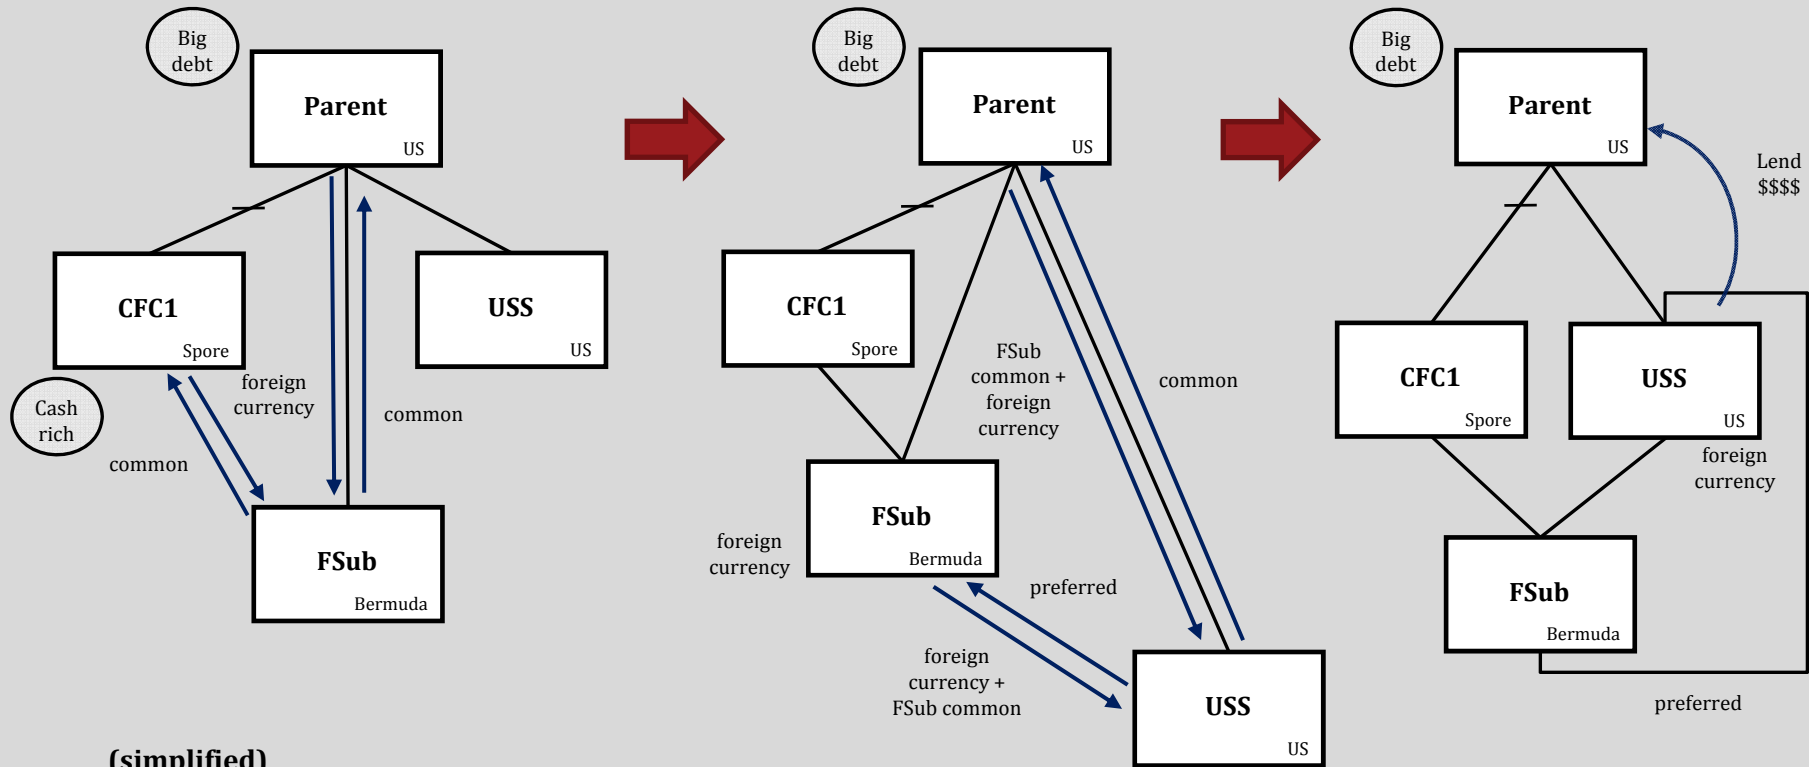 Big
debt
Parent
US
CFC1
Spore
USS
US
Cash
rich
foreign
currency
common
common
FSub
Bermuda
Big
debt
Parent
US
CFC1
Spore
FSub
common +
foreign
currency
common
FSub
Bermuda
foreign
currency
preferred
foreign
currency +
FSub common
USS
US
Big
debt
Parent
US
Lend
$$$$
CFC1
Spore
USS
US
foreign
currency
FSub
Bermuda
preferred
(simplified)